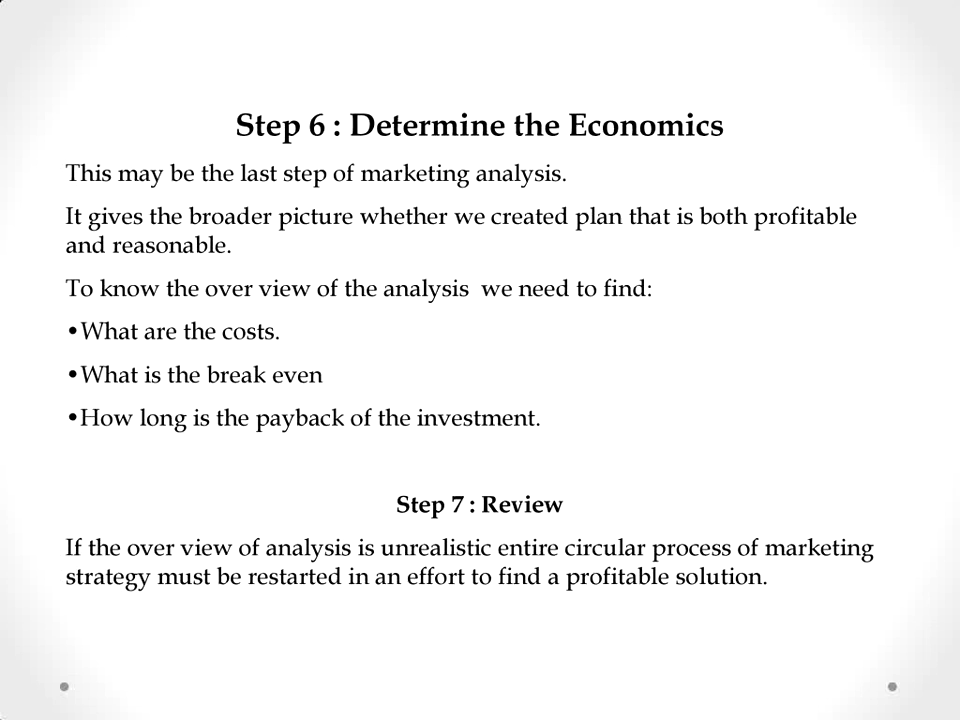 Step 6 : Determine the Economics
This may be the last step of marketing analysis.
It gives the broader picture whether we created plan that is both profitable
and reasonable.
To know the over view of the analysis  we need to find:
•What are the costs.
•What is the break even
•How long is the payback of the investment.
Step 7 : Review
If the over view of analysis is unrealistic entire circular process of marketing
strategy must be restarted in an effort to find a profitable solution.